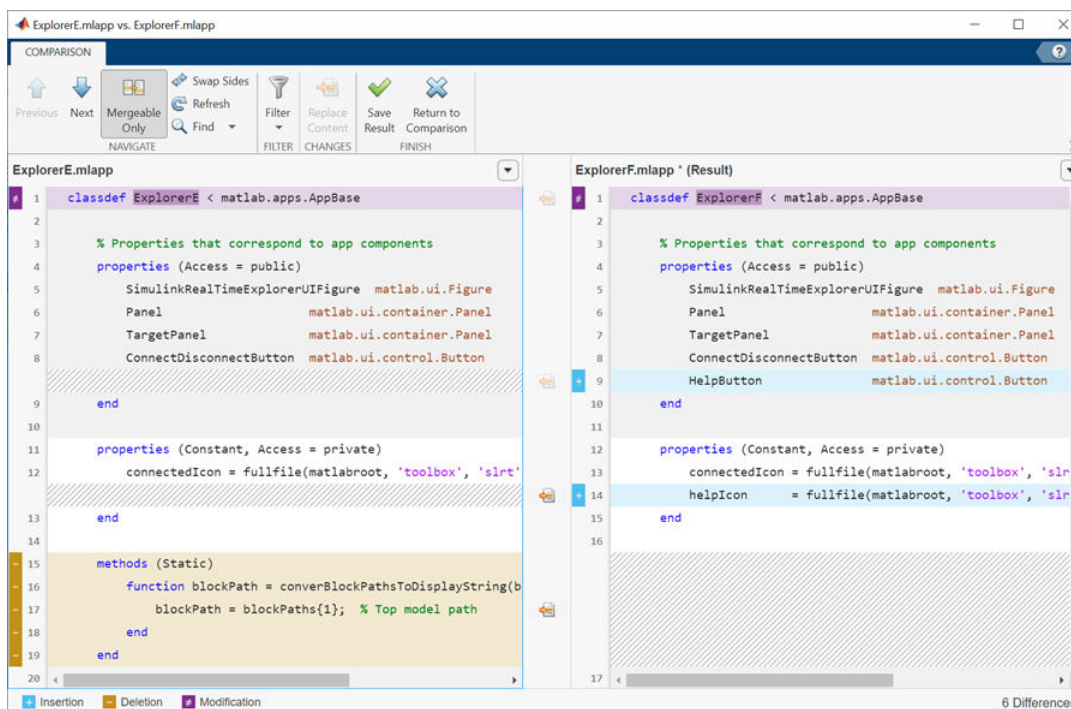 ExplorerE.mlapp vs. ExplorerF.mlapp
COMPARISON
?
Previous
Next
Mergeable Only
Swap Sides
Refresh
Find
NAVIGATE
Filter
FILTER
Replace Content
CHANGES
Save Result
Return to Comparison
FINISH
ExplorerE.mlapp
1 classdef ExplorerE < matlab.apps.AppBase
2
3 % Properties that correspond to app components
4 properties (Access = public)
5 SimulinkRealTimeExplorerUIFigure matlab.ui.Figure
6 Panel matlab.ui.container.Panel
7 TargetPanel matlab.ui.container.Panel
8 ConnectDisconnectButton matlab.ui.control.Button
9 end
10
11 properties (Constant, Access = private)
12 connectedIcon = fullfile(matlabroot, 'toolbox', 'slrt'
13 end
14
15 methods (Static)
16 function blockPath = converBlockPathsToDisplayString(b
17 blockPath = blockPaths{1}; % Top model path
18 end
19 end
20
ExplorerF.mlapp * (Result)
1 classdef ExplorerF < matlab.apps.AppBase
2
3 % Properties that correspond to app components
4 properties (Access = public)
5 SimulinkRealTimeExplorerUIFigure matlab.ui.Figure
6 Panel matlab.ui.container.Panel
7 TargetPanel matlab.ui.container.Panel
8 ConnectDisconnectButton matlab.ui.control.Button
9 HelpButton matlab.ui.control.Button
10 end
11
12 properties (Constant, Access = private)
13 connectedIcon = fullfile(matlabroot, 'toolbox', 'slr
14 helpIcon = fullfile(matlabroot, 'toolbox', 'slr
15 end
16
17
+ Insertion - Deletion ≠ Modification
6 Difference